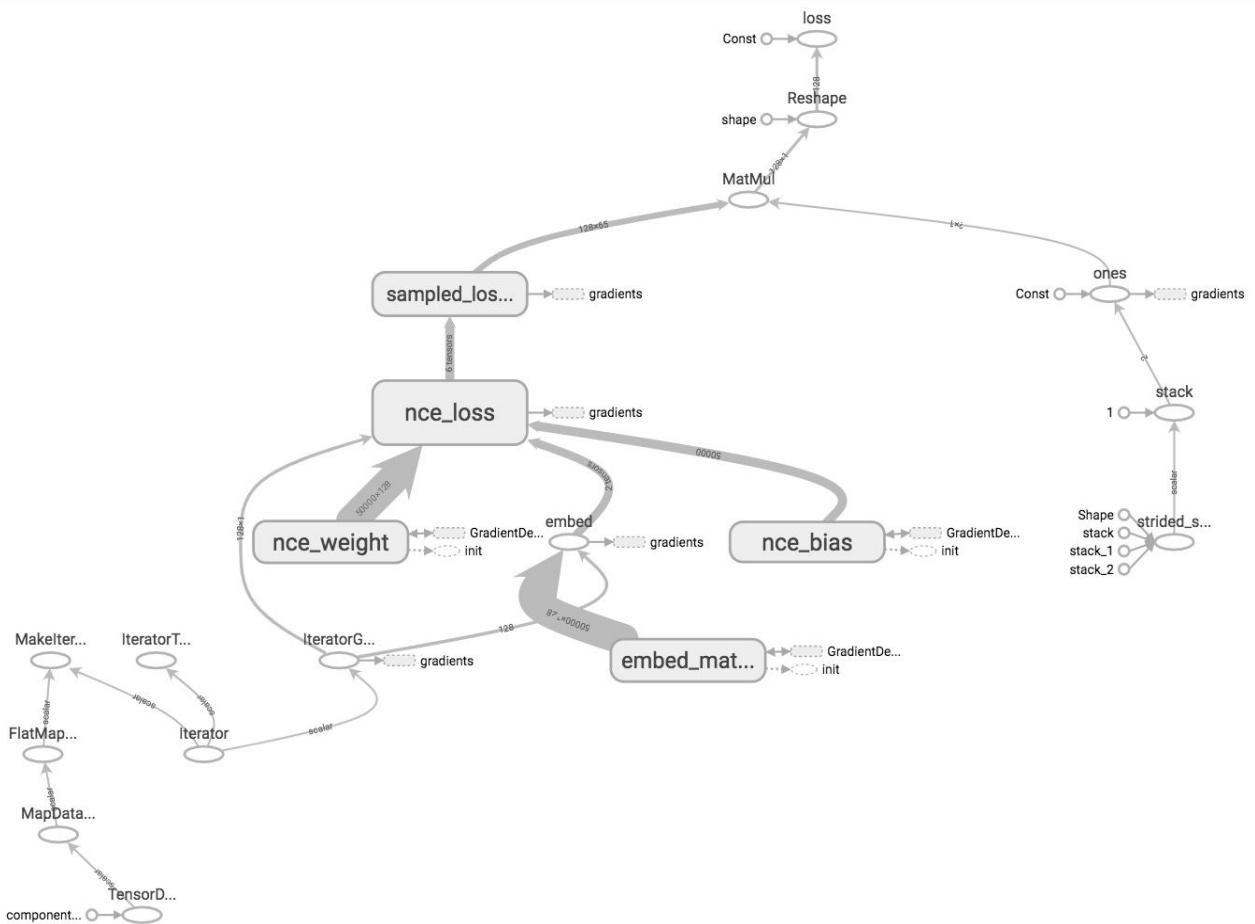 loss
Const
128
Reshape
shape
128×1
MatMul
128×65
?×1
sampled_los...
gradients
ones
Const
gradients
6 tensors
2
nce_loss
gradients
stack
1
50000
2 tensors
50000×128
128×1
scalar
nce_weight
GradientDe...
init
embed
gradients
nce_bias
GradientDe...
init
Shape
stack
stack_1
stack_2
strided_s...
128
MakeIter...
IteratorT...
IteratorG...
gradients
embed_mat...
GradientDe...
init
scalar
scalar
scalar
scalar
FlatMap...
Iterator
scalar
MapData...
scalar
TensorD...
component...